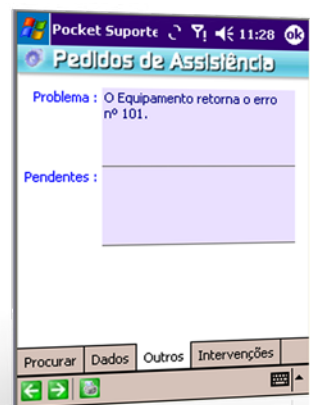 Pocket Suporte 11:28 ok
Pedidos de Assistência
Problema : O Equipamento retorna o erro
nº 101.
Pendentes :
Procurar Dados Outros Intervenções